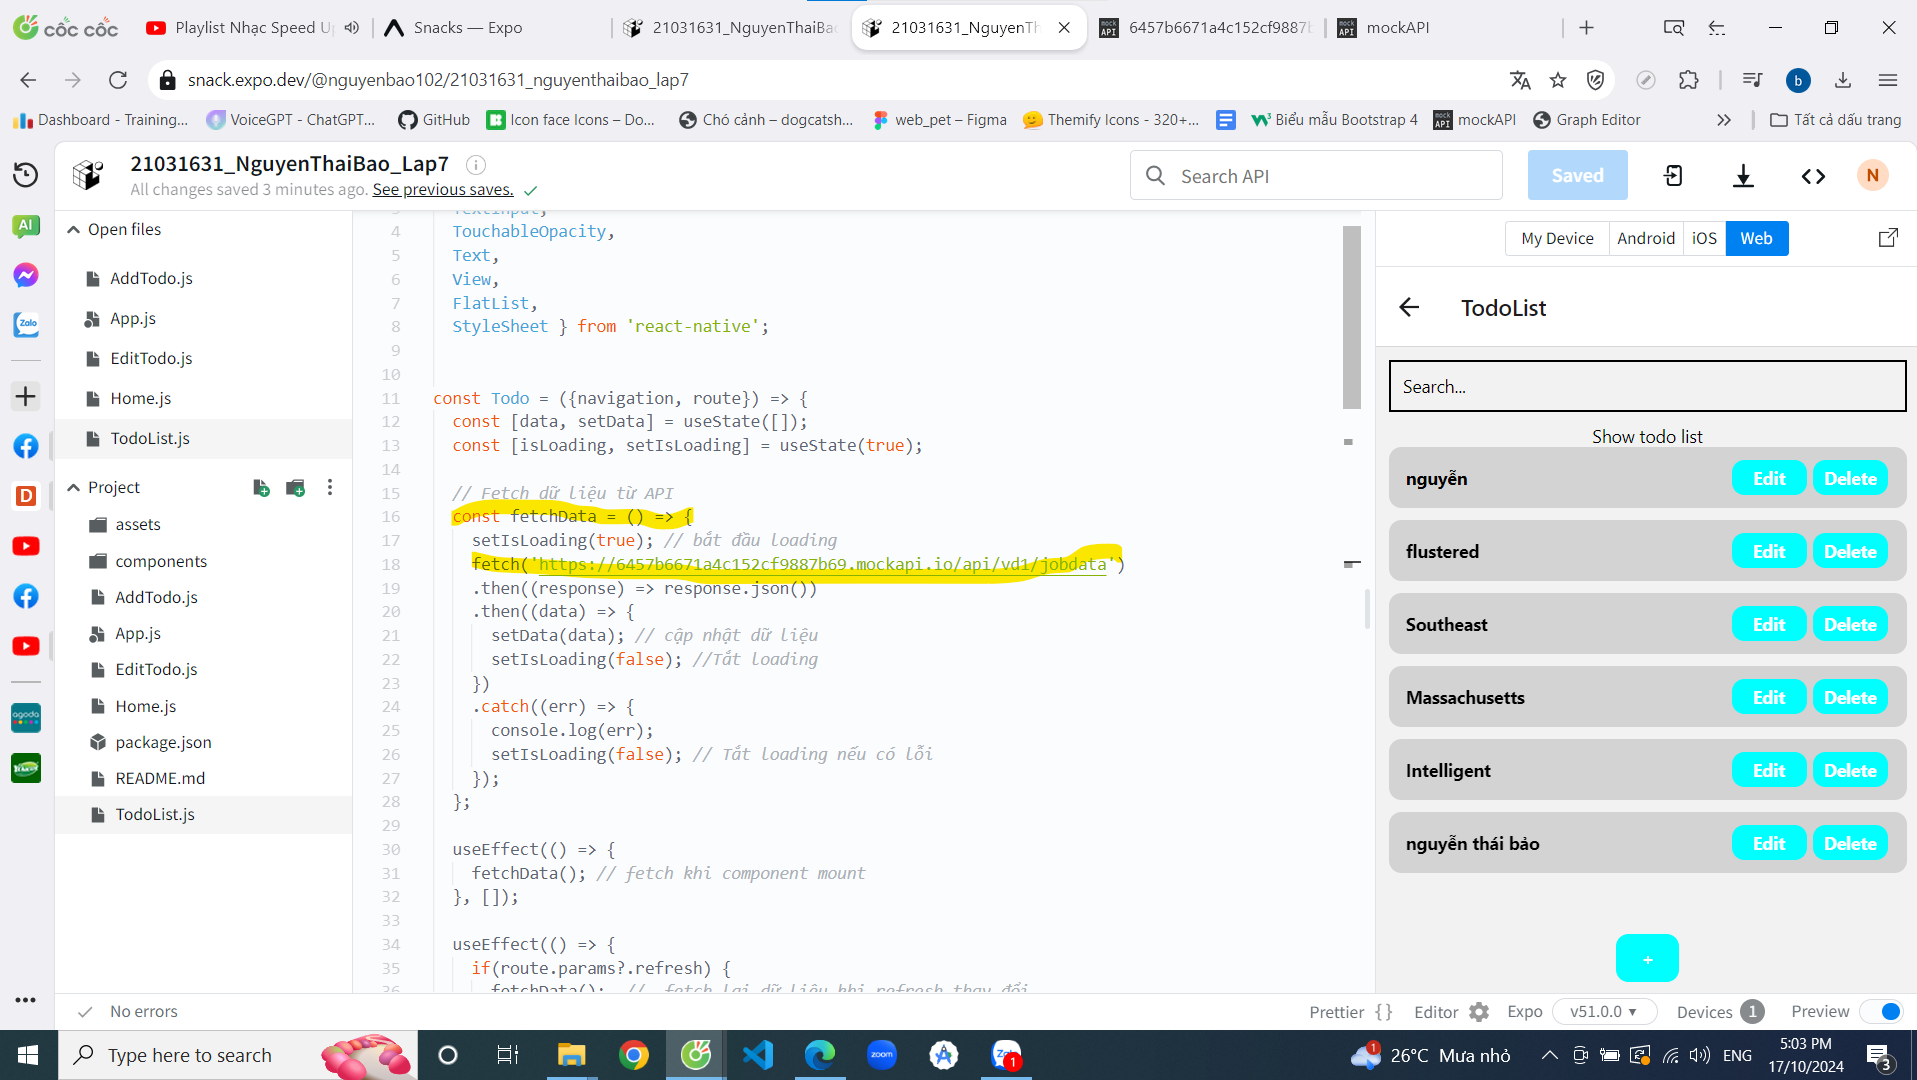 cốc cốc
Playlist Nhạc Speed Up
Snacks — Expo
21031631_NguyenThaiBao
21031631_NguyenTh
6457b6671a4c152cf9887b
mockAPI
snack.expo.dev/@nguyenbao102/21031631_nguyenthaibao_lap7
b
Dashboard - Training...
VoiceGPT - ChatGPT...
GitHub
Icon face Icons – Do...
Chó cảnh – dogcatsh...
web_pet – Figma
Themify Icons - 320+...
Biểu mẫu Bootstrap 4
mockAPI
Graph Editor
Tất cả dấu trang
21031631_NguyenThaiBao_Lap7
All changes saved 3 minutes ago. See previous saves.
Search API
Saved
N
AI
Zalo
D
agoda
Open files
AddTodo.js
App.js
EditTodo.js
Home.js
TodoList.js
Project
assets
components
AddTodo.js
App.js
EditTodo.js
Home.js
package.json
README.md
TodoList.js
3 TextInput,
4 TouchableOpacity,
5 Text,
6 View,
7 FlatList,
8 StyleSheet } from 'react-native';
9
10
11 const Todo = ({navigation, route}) => {
12 const [data, setData] = useState([]);
13 const [isLoading, setIsLoading] = useState(true);
14
15 // Fetch dữ liệu từ API
16 const fetchData = () => {
17 setIsLoading(true); // bắt đầu loading
18 fetch('https://6457b6671a4c152cf9887b69.mockapi.io/api/vd1/jobdata')
19 .then((response) => response.json())
20 .then((data) => {
21 setData(data); // cập nhật dữ liệu
22 setIsLoading(false); //Tắt loading
23 })
24 .catch((err) => {
25 console.log(err);
26 setIsLoading(false); // Tắt loading nếu có lỗi
27 });
28 };
29
30 useEffect(() => {
31 fetchData(); // fetch khi component mount
32 }, []);
33
34 useEffect(() => {
35 if(route.params?.refresh) {
36 fetchData(); // fetch lại dữ liệu khi refresh thay đổi
My Device
Android
iOS
Web
TodoList
Search...
Show todo list
nguyễn Edit Delete
flustered Edit Delete
Southeast Edit Delete
Massachusetts Edit Delete
Intelligent Edit Delete
nguyễn thái bảo Edit Delete
+
No errors
Prettier { }
Editor
Expo
v51.0.0
Devices 1
Preview
Type here to search
zoom
1
1
26°C Mưa nhỏ
ENG
5:03 PM
17/10/2024
3